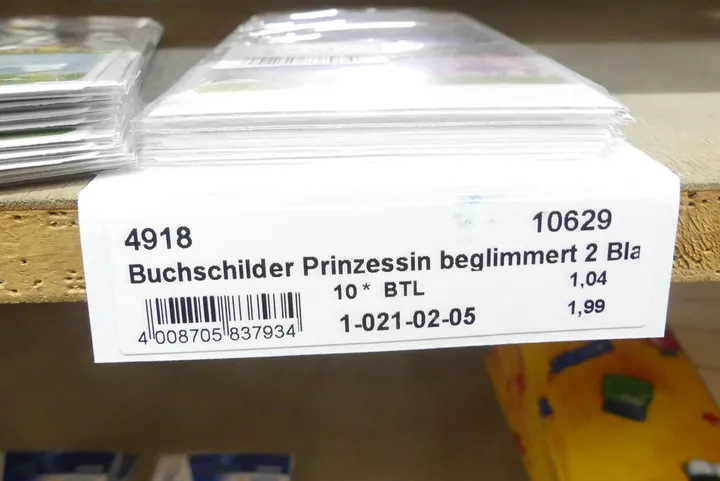 4918 10629
Buchschilder Prinzessin beglimmert 2 Bla
10 * BTL 1,04
1,99
1-021-02-05
4 008705 837934